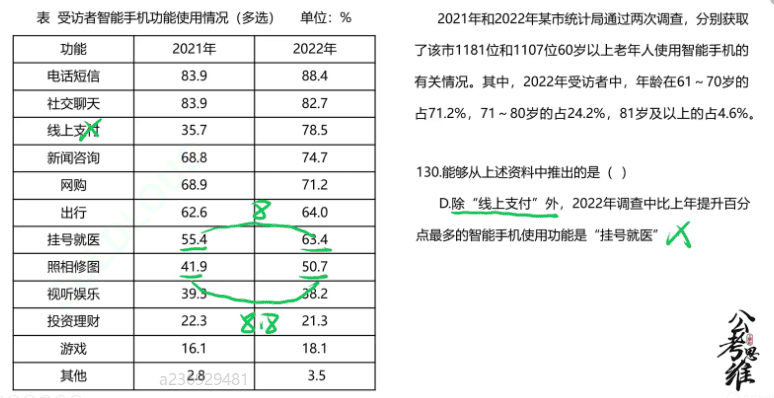 表 受访者智能手机功能使用情况（多选） 单位：%
功能 2021年 2022年
电话短信 83.9 88.4
社交聊天 83.9 82.7
线上支付 35.7 78.5
新闻咨询 68.8 74.7
网购 68.9 71.2
出行 62.6 64.0
8
挂号就医 55.4 63.4
照相修图 41.9 50.7
视听娱乐 39.3 38.2
投资理财 22.3 21.3
8.8
游戏 16.1 18.1
其他 2.8 3.5
2021年和2022年某市统计局通过两次调查，分别获取
了该市1181位和1107位60岁以上老年人使用智能手机的
有关情况。其中，2022年受访者中，年龄在61～70岁的
占71.2%，71～80岁的占24.2%，81岁及以上的占4.6%。
130.能够从上述资料中推出的是（ ）
D.除“线上支付”外，2022年调查中比上年提升百分
点最多的智能手机使用功能是“挂号就医”
公考思维